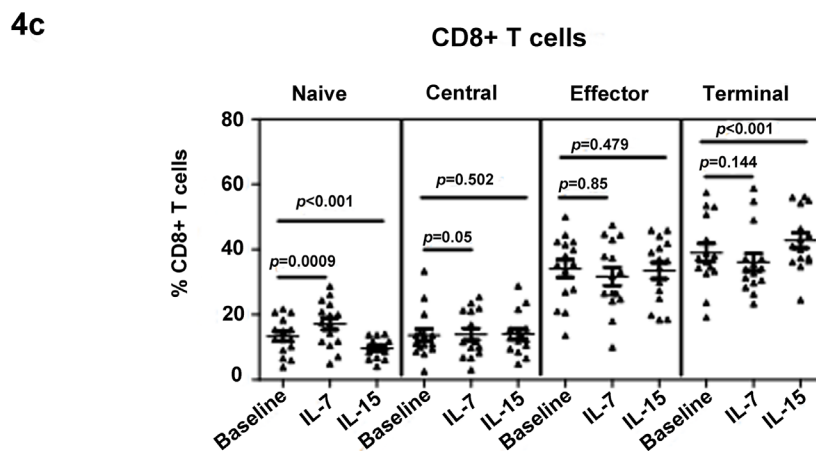 4c
CD8+ T cells
Naive Central Effector Terminal
% CD8+ T cells
80
60
40
20
0
p<0.001
p=0.0009
p=0.502
p=0.05
p=0.479
p=0.85
p<0.001
p=0.144
Baseline IL-7 IL-15 Baseline IL-7 IL-15 Baseline IL-7 IL-15 Baseline IL-7 IL-15